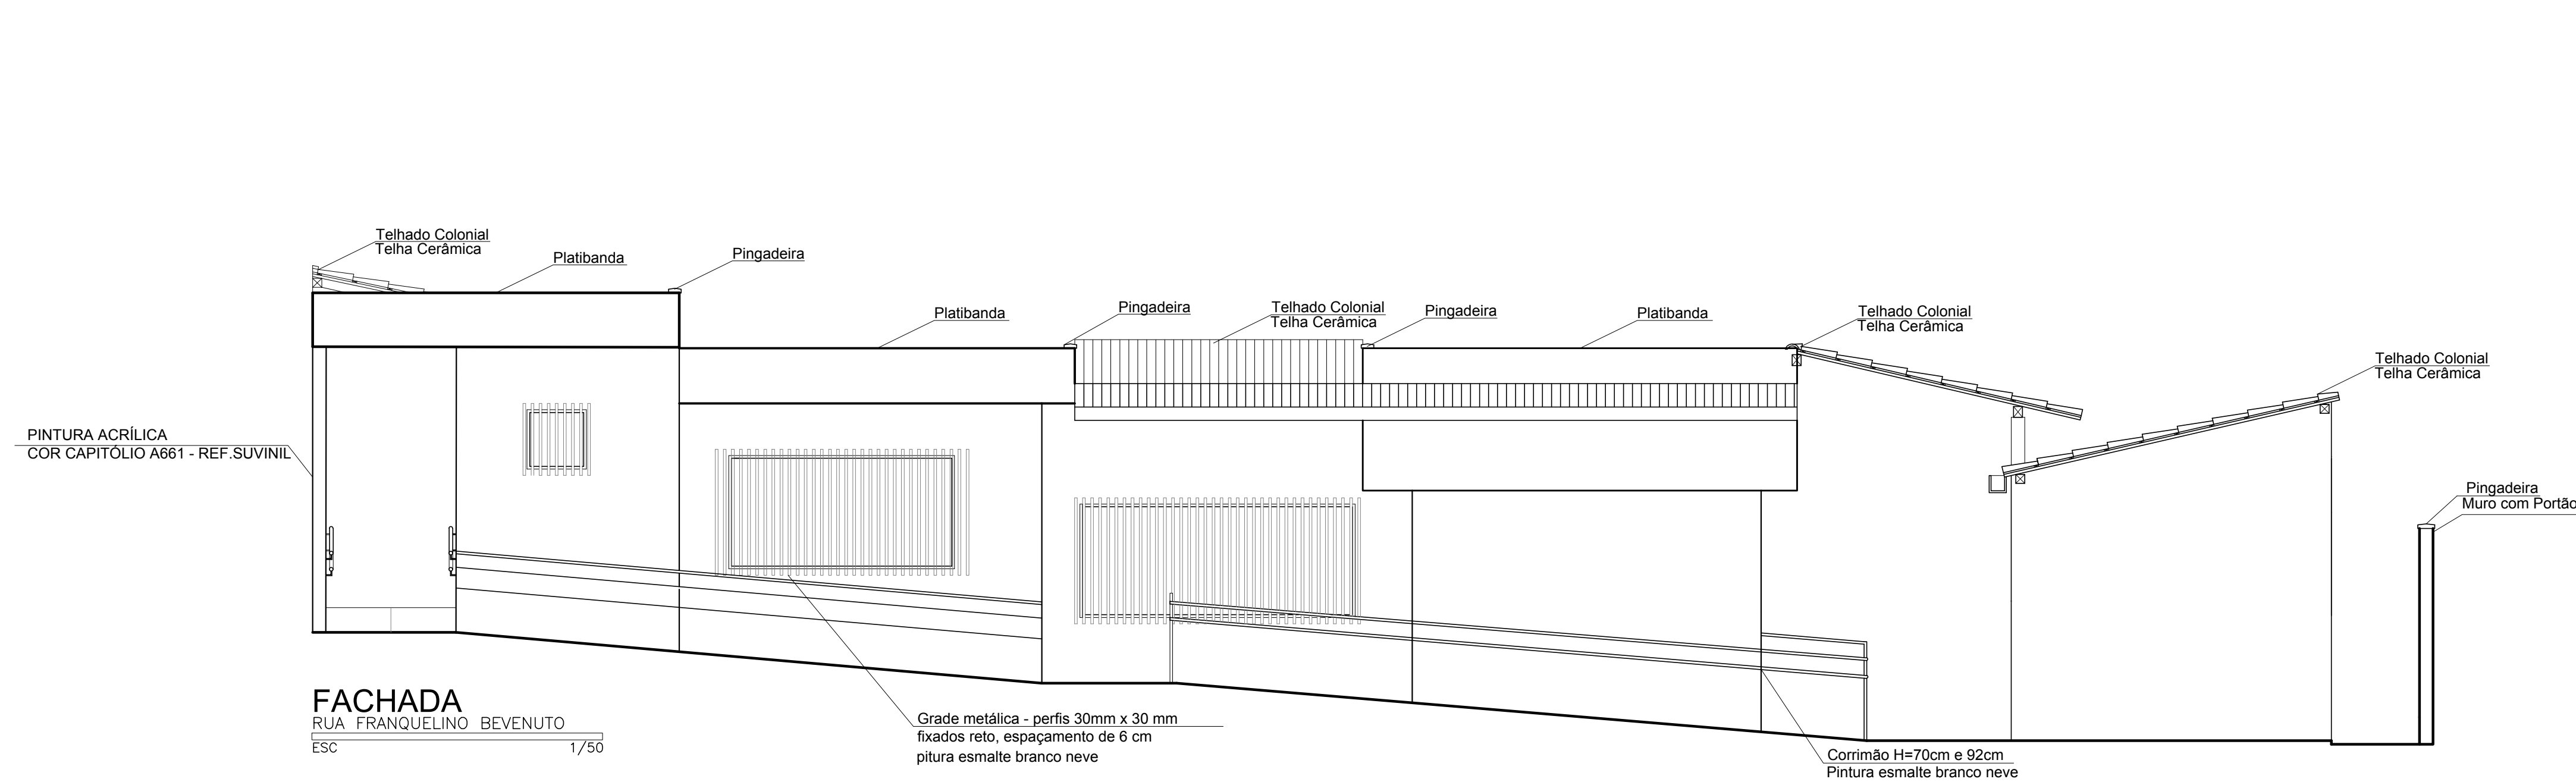 Telhado Colonial
Telha Cerâmica
Platibanda
Pingadeira
Platibanda
Pingadeira
Telhado Colonial
Telha Cerâmica
Pingadeira
Platibanda
Telhado Colonial
Telha Cerâmica
Telhado Colonial
Telha Cerâmica
PINTURA ACRÍLICA
COR CAPITÓLIO A661 - REF.SUVINIL
Pingadeira
Muro com Portão
FACHADA
RUA FRANQUELINO BEVENUTO
ESC 1/50
Grade metálica - perfis 30mm x 30 mm
fixados reto, espaçamento de 6 cm
pitura esmalte branco neve
Corrimão H=70cm e 92cm
Pintura esmalte branco neve